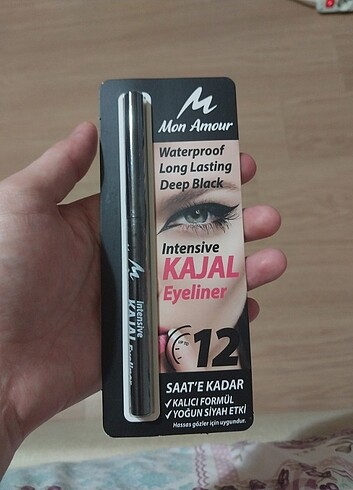 M
Mon Amour
Waterproof
Long Lasting
Deep Black
Intensive
KAJAL
Eyeliner
12
SAAT'E KADAR
✓ KALICI FORMÜL
✓ YOĞUN SİYAH ETKİ
Hassas gözler için uygundur.
M
Intensive
KAJAL Eyeliner